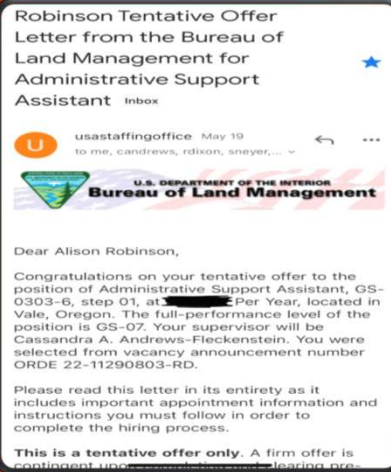 Robinson Tentative Offer
Letter from the Bureau of
Land Management for
Administrative Support
Assistant Inbox
U
usastaffingoffice May 19
to me, candrews, rdixon, sneyer,...
U.S. DEPARTMENT OF THE INTERIOR
Bureau of Land Management
Dear Alison Robinson,
Congratulations on your tentative offer to the
position of Administrative Support Assistant, GS-
0303-6, step 01, at Per Year, located in
Vale, Oregon. The full-performance level of the
position is GS-07. Your supervisor will be
Cassandra A. Andrews-Fleckenstein. You were
selected from vacancy announcement number
ORDE 22-11290803-RD.
Please read this letter in its entirety as it
includes important appointment information and
instructions you must follow in order to
complete the hiring process.
This is a tentative offer only. A firm offer is
contingent upon clearing pre-